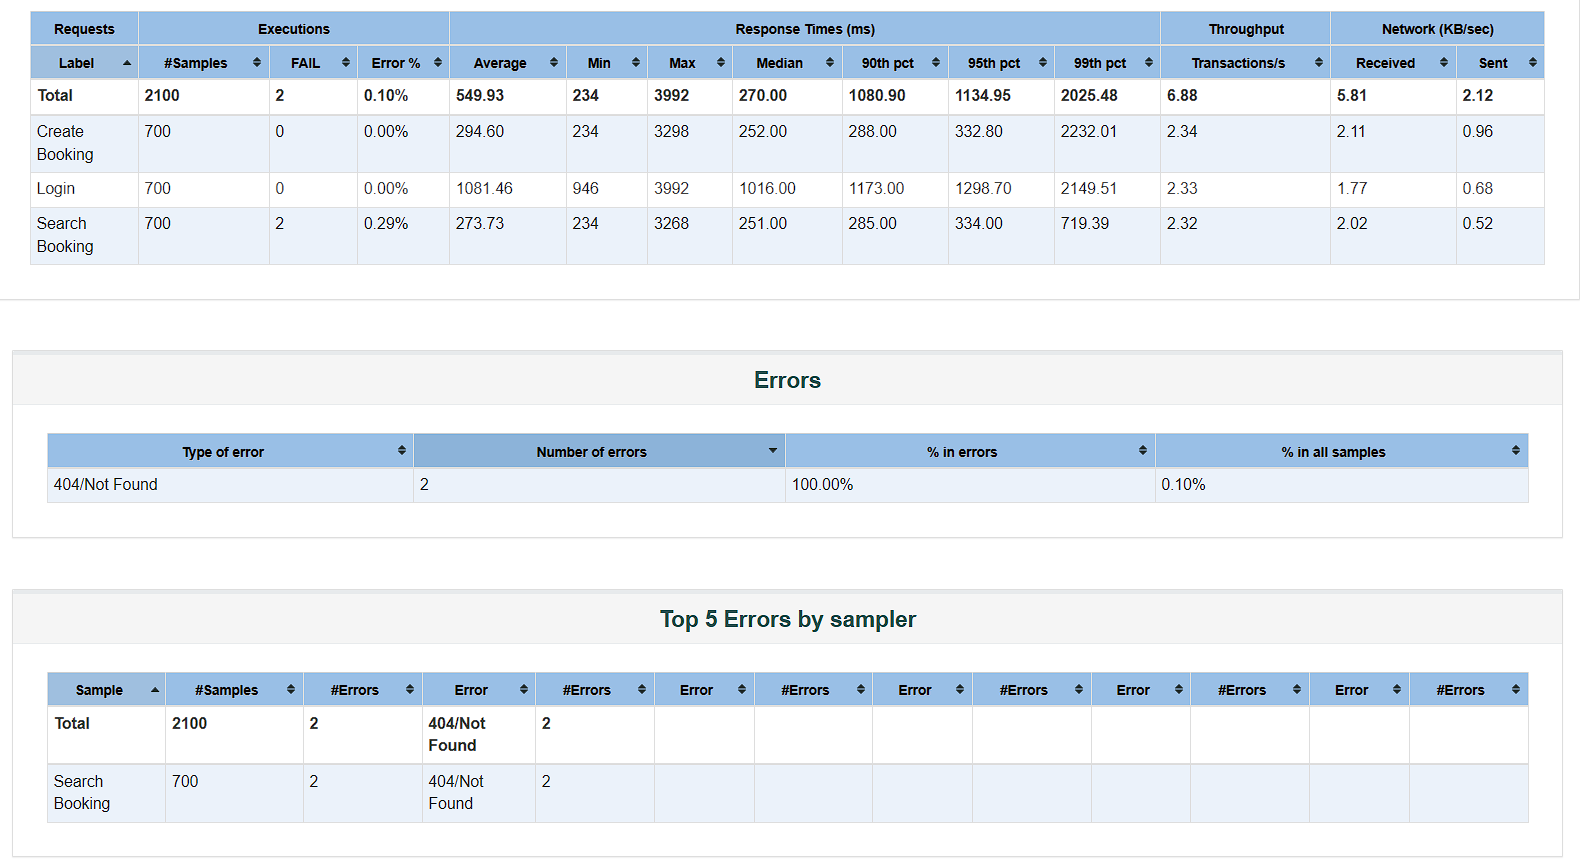 Requests Executions Response Times (ms) Throughput Network (KB/sec)
Label #Samples FAIL Error % Average Min Max Median 90th pct 95th pct 99th pct Transactions/s Received Sent
Total 2100 2 0.10% 549.93 234 3992 270.00 1080.90 1134.95 2025.48 6.88 5.81 2.12
Create Booking 700 0 0.00% 294.60 234 3298 252.00 288.00 332.80 2232.01 2.34 2.11 0.96
Login 700 0 0.00% 1081.46 946 3992 1016.00 1173.00 1298.70 2149.51 2.33 1.77 0.68
Search Booking 700 2 0.29% 273.73 234 3268 251.00 285.00 334.00 719.39 2.32 2.02 0.52
Errors
Type of error Number of errors % in errors % in all samples
404/Not Found 2 100.00% 0.10%
Top 5 Errors by sampler
Sample #Samples #Errors Error #Errors Error #Errors Error #Errors Error #Errors Error #Errors
Total 2100 2 404/Not Found 2
Search Booking 700 2 404/Not Found 2